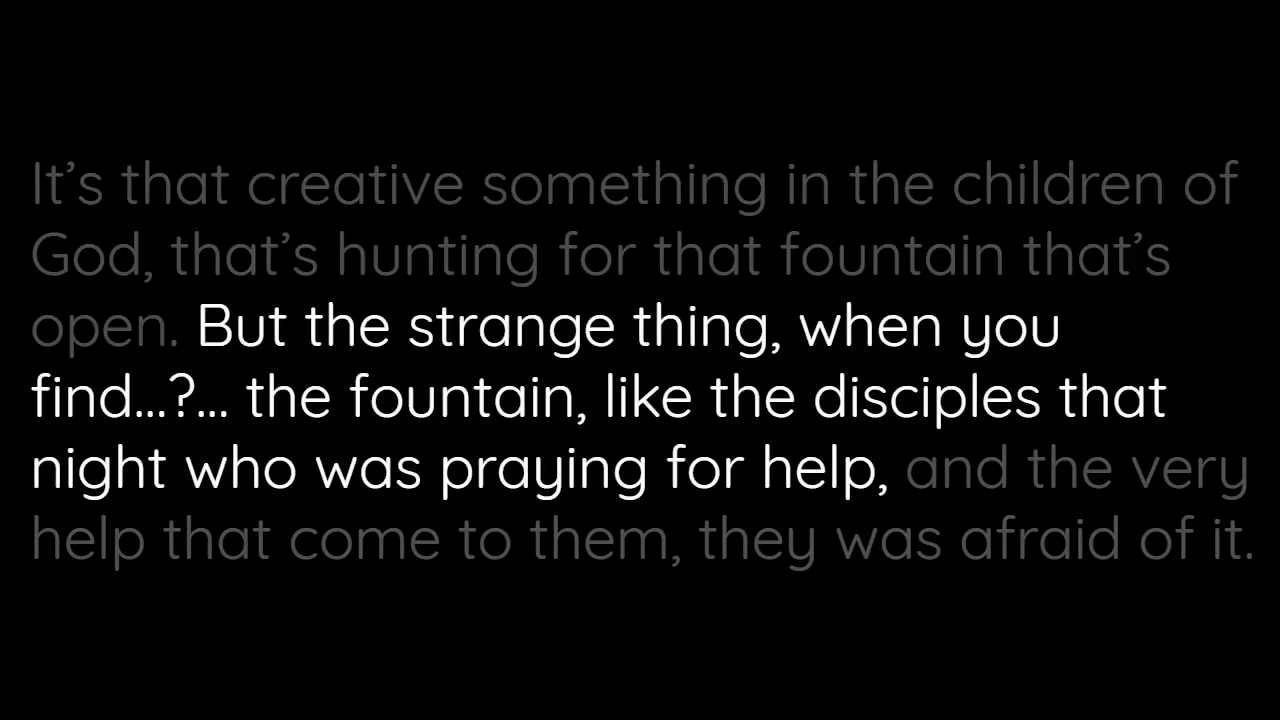 It’s that creative something in the children of
God, that’s hunting for that fountain that’s
open. But the strange thing, when you
find...?... the fountain, like the disciples that
night who was praying for help, and the very
help that come to them, they was afraid of it.